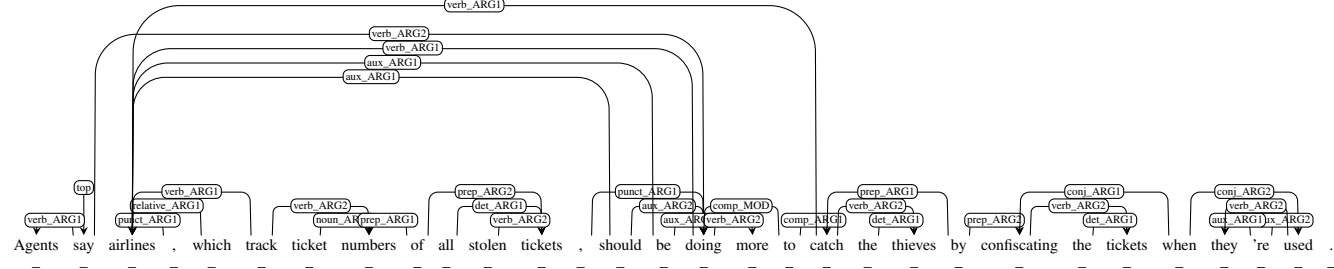 verb_ARG1
verb_ARG2
verb_ARG1
aux_ARG1
aux_ARG1
top
verb_ARG1 prep_ARG2 punct_ARG1 prep_ARG1 conj_ARG1 conj_ARG2
relative_ARG1 verb_ARG2 det_ARG1 aux_ARG2 comp_MOD verb_ARG2 verb_ARG2 verb_ARG2
verb_ARG1 punct_ARG1 noun_AR prep_ARG1 verb_ARG2 aux_ARG verb_ARG2 comp_ARG1 det_ARG1 prep_ARG2 det_ARG1 aux_ARG1 ux_ARG2
Agents say airlines , which track ticket numbers of all stolen tickets , should be doing more to catch the thieves by confiscating the tickets when they 're used .
_ _ _ _ _ _ _ _ _ _ _ _ _ _ _ _ _ _ _ _ _ _ _ _ _ _ _ _ _ _